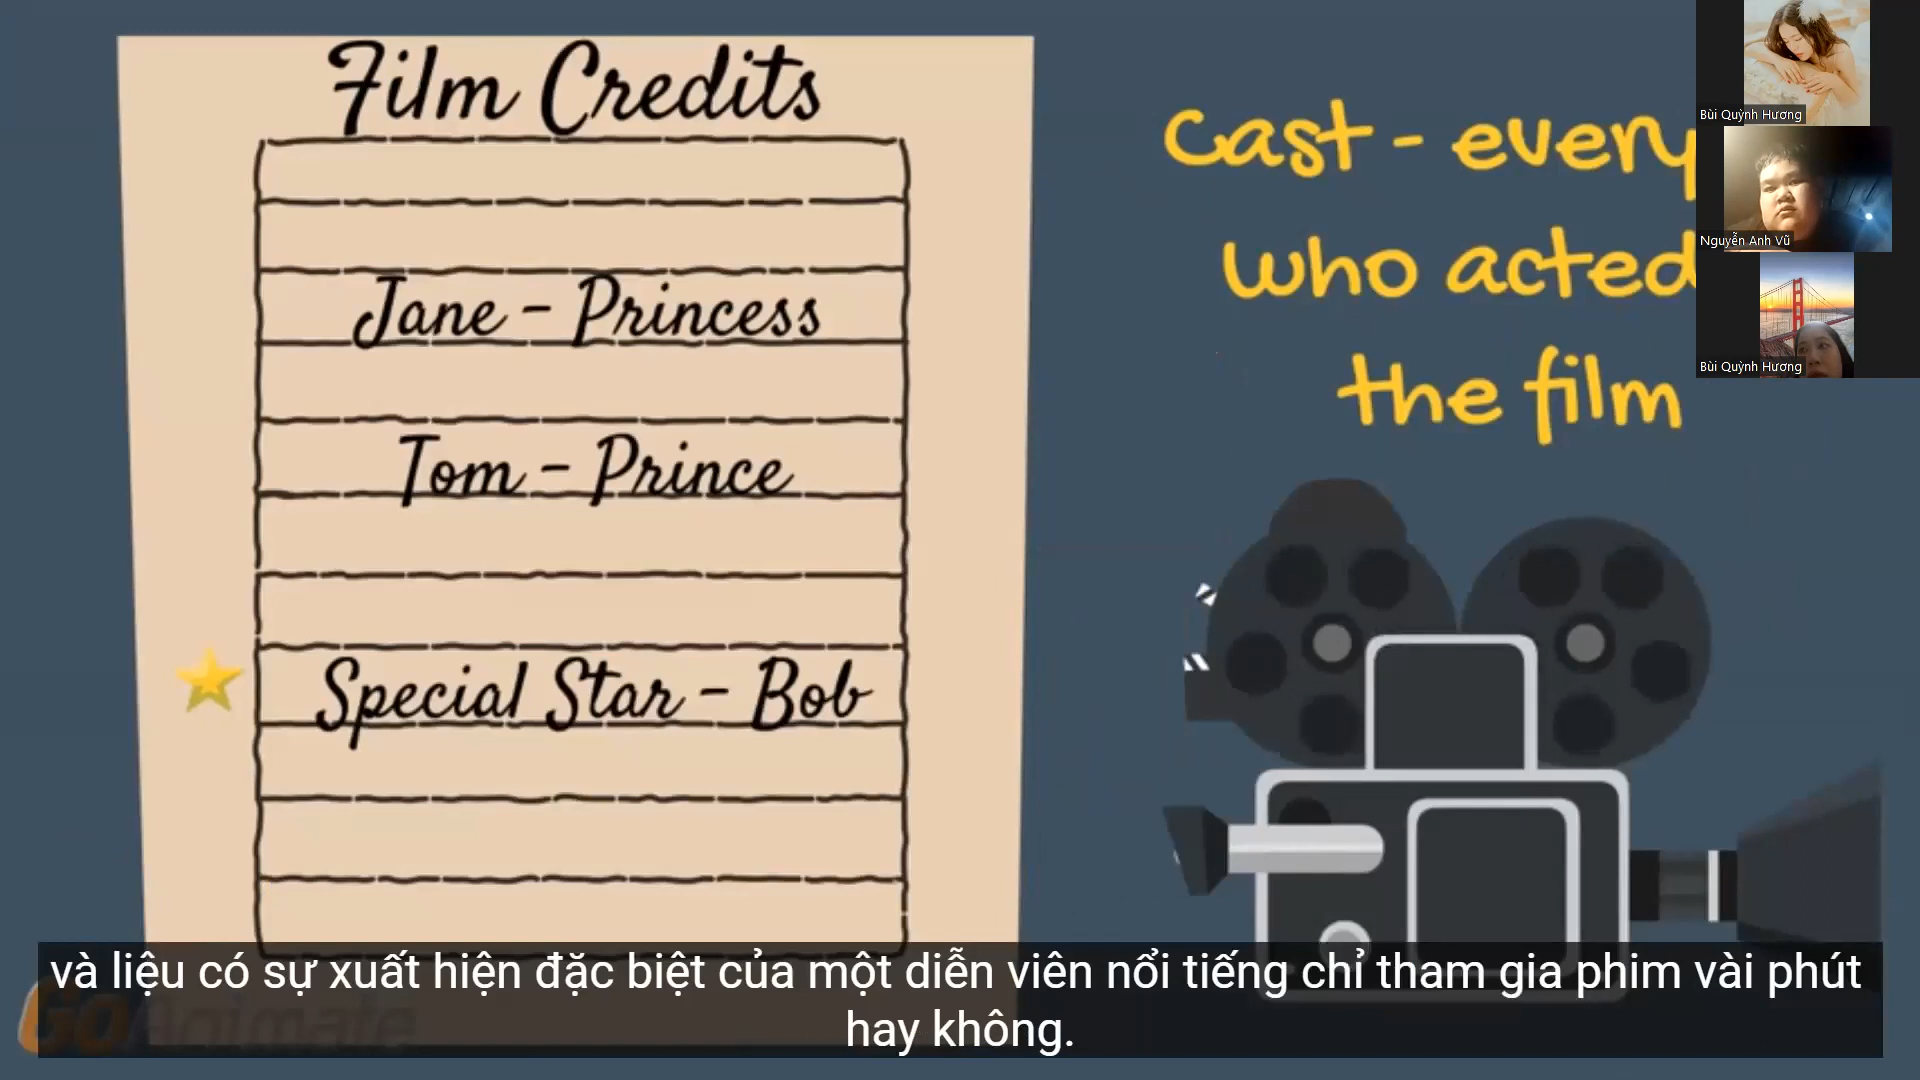 Film Credits
Jane - Princess
Tom - Prince
Special Star - Bob
Cast - every
who acted
the film
Bùi Quỳnh Hương
Nguyễn Anh Vũ
Bùi Quỳnh Hương
và liệu có sự xuất hiện đặc biệt của một diễn viên nổi tiếng chỉ tham gia phim vài phút
hay không.
GoAnimate